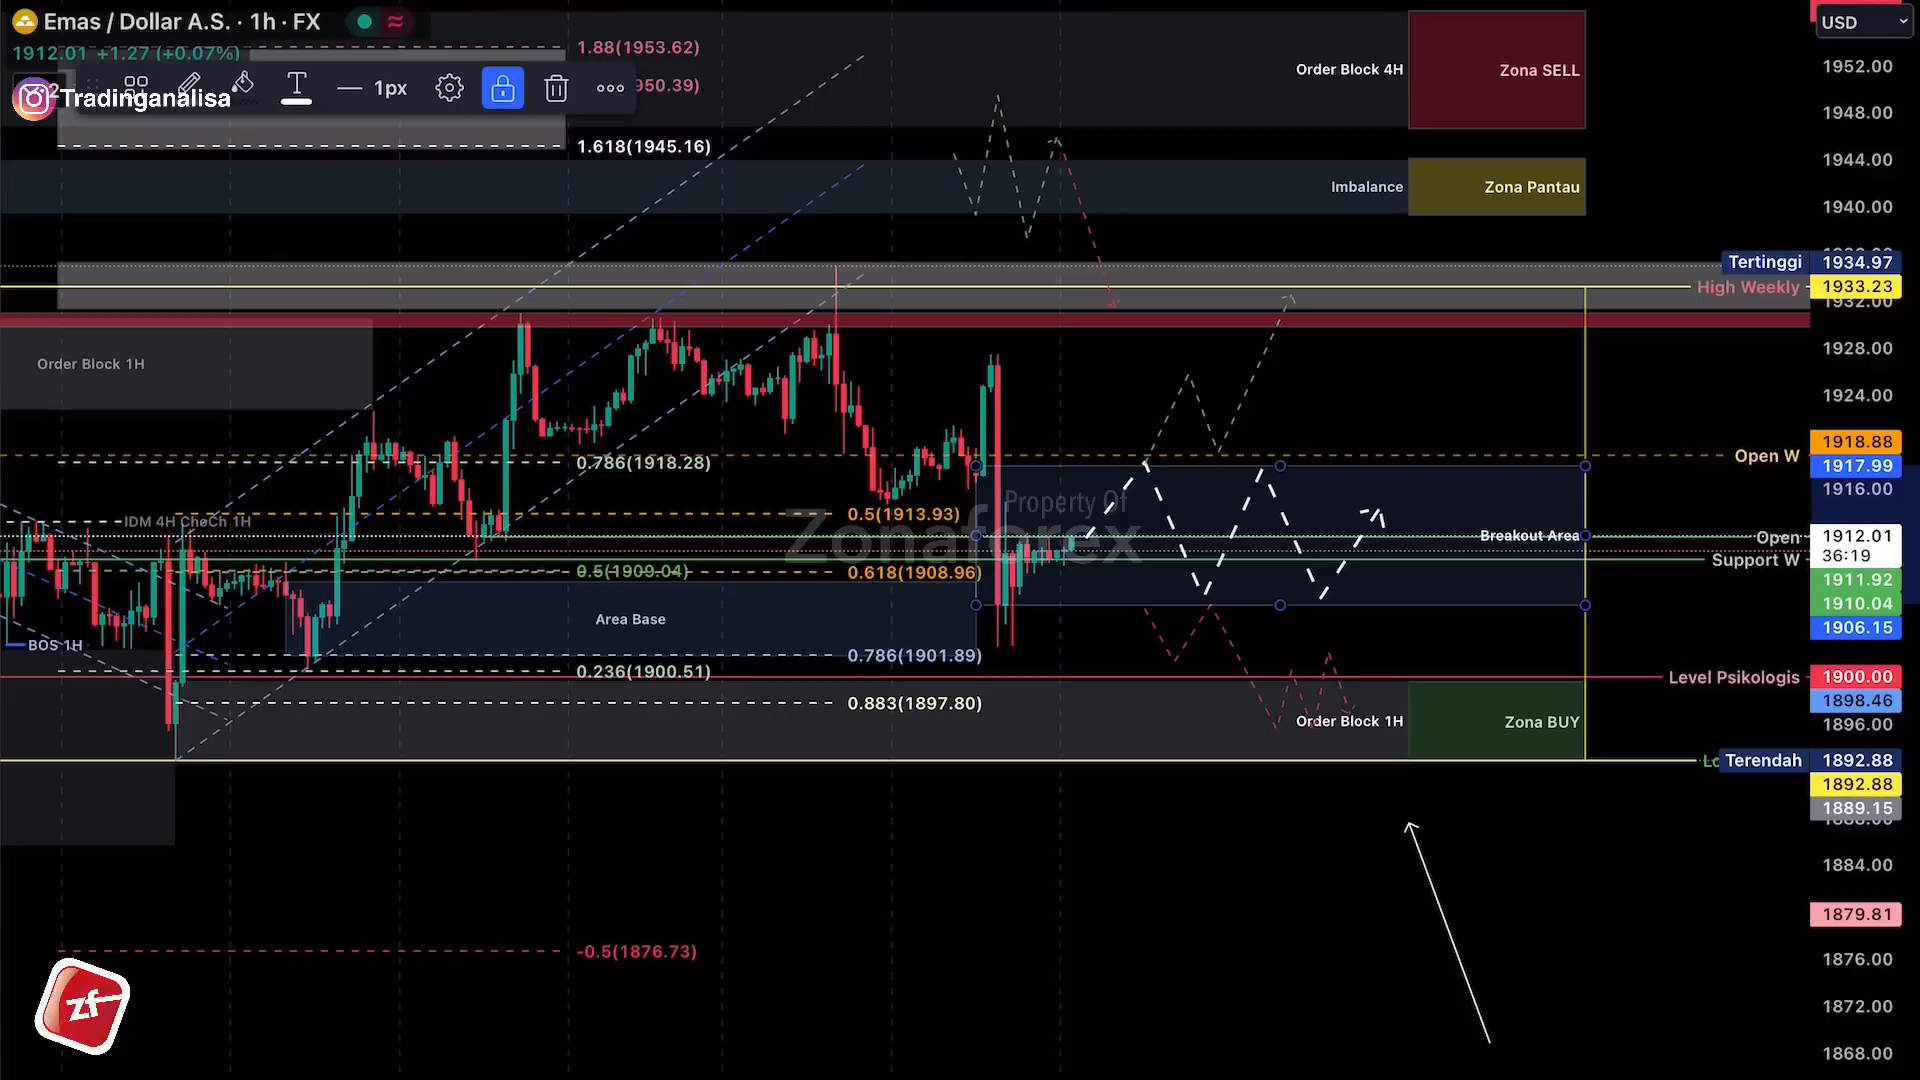 Emas / Dollar A.S. · 1h · FX
1912.01 +1.27 (+0.07%)
Tradinganalisa
1px
USD
1.88(1953.62)
950.39)
1.618(1945.16)
Order Block 4H
Zona SELL
Imbalance
Zona Pantau
1952.00
1948.00
1944.00
1940.00
Tertinggi
1934.97
High Weekly
1933.23
1932.00
Order Block 1H
1928.00
1924.00
1918.88
Open W
0.786(1918.28)
1917.99
1916.00
Property Of
Zonaforex
0.5(1913.93)
IDM 4H ChoCh 1H
Breakout Area
Open
1912.01
36:19
Support W
0.5(1909.04)
0.618(1908.96)
1911.92
1910.04
1906.15
Area Base
BOS 1H
0.786(1901.89)
0.236(1900.51)
Level Psikologis
1900.00
1898.46
1896.00
0.883(1897.80)
Order Block 1H
Zona BUY
Terendah
1892.88
1892.88
1889.15
1884.00
1879.81
-0.5(1876.73)
1876.00
1872.00
1868.00
zf